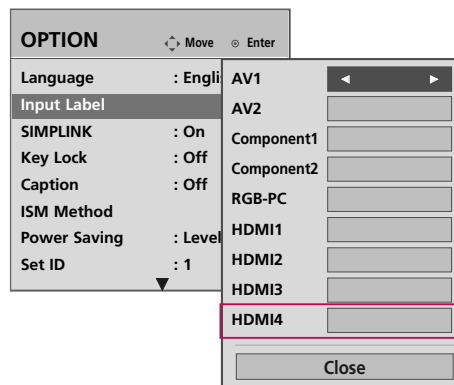 OPTION Move Enter
Language : Engli
Input Label
SIMPLINK : On
Key Lock : Off
Caption : Off
ISM Method
Power Saving : Level
Set ID : 1
AV1
AV2
Component1
Component2
RGB-PC
HDMI1
HDMI2
HDMI3
HDMI4
Close